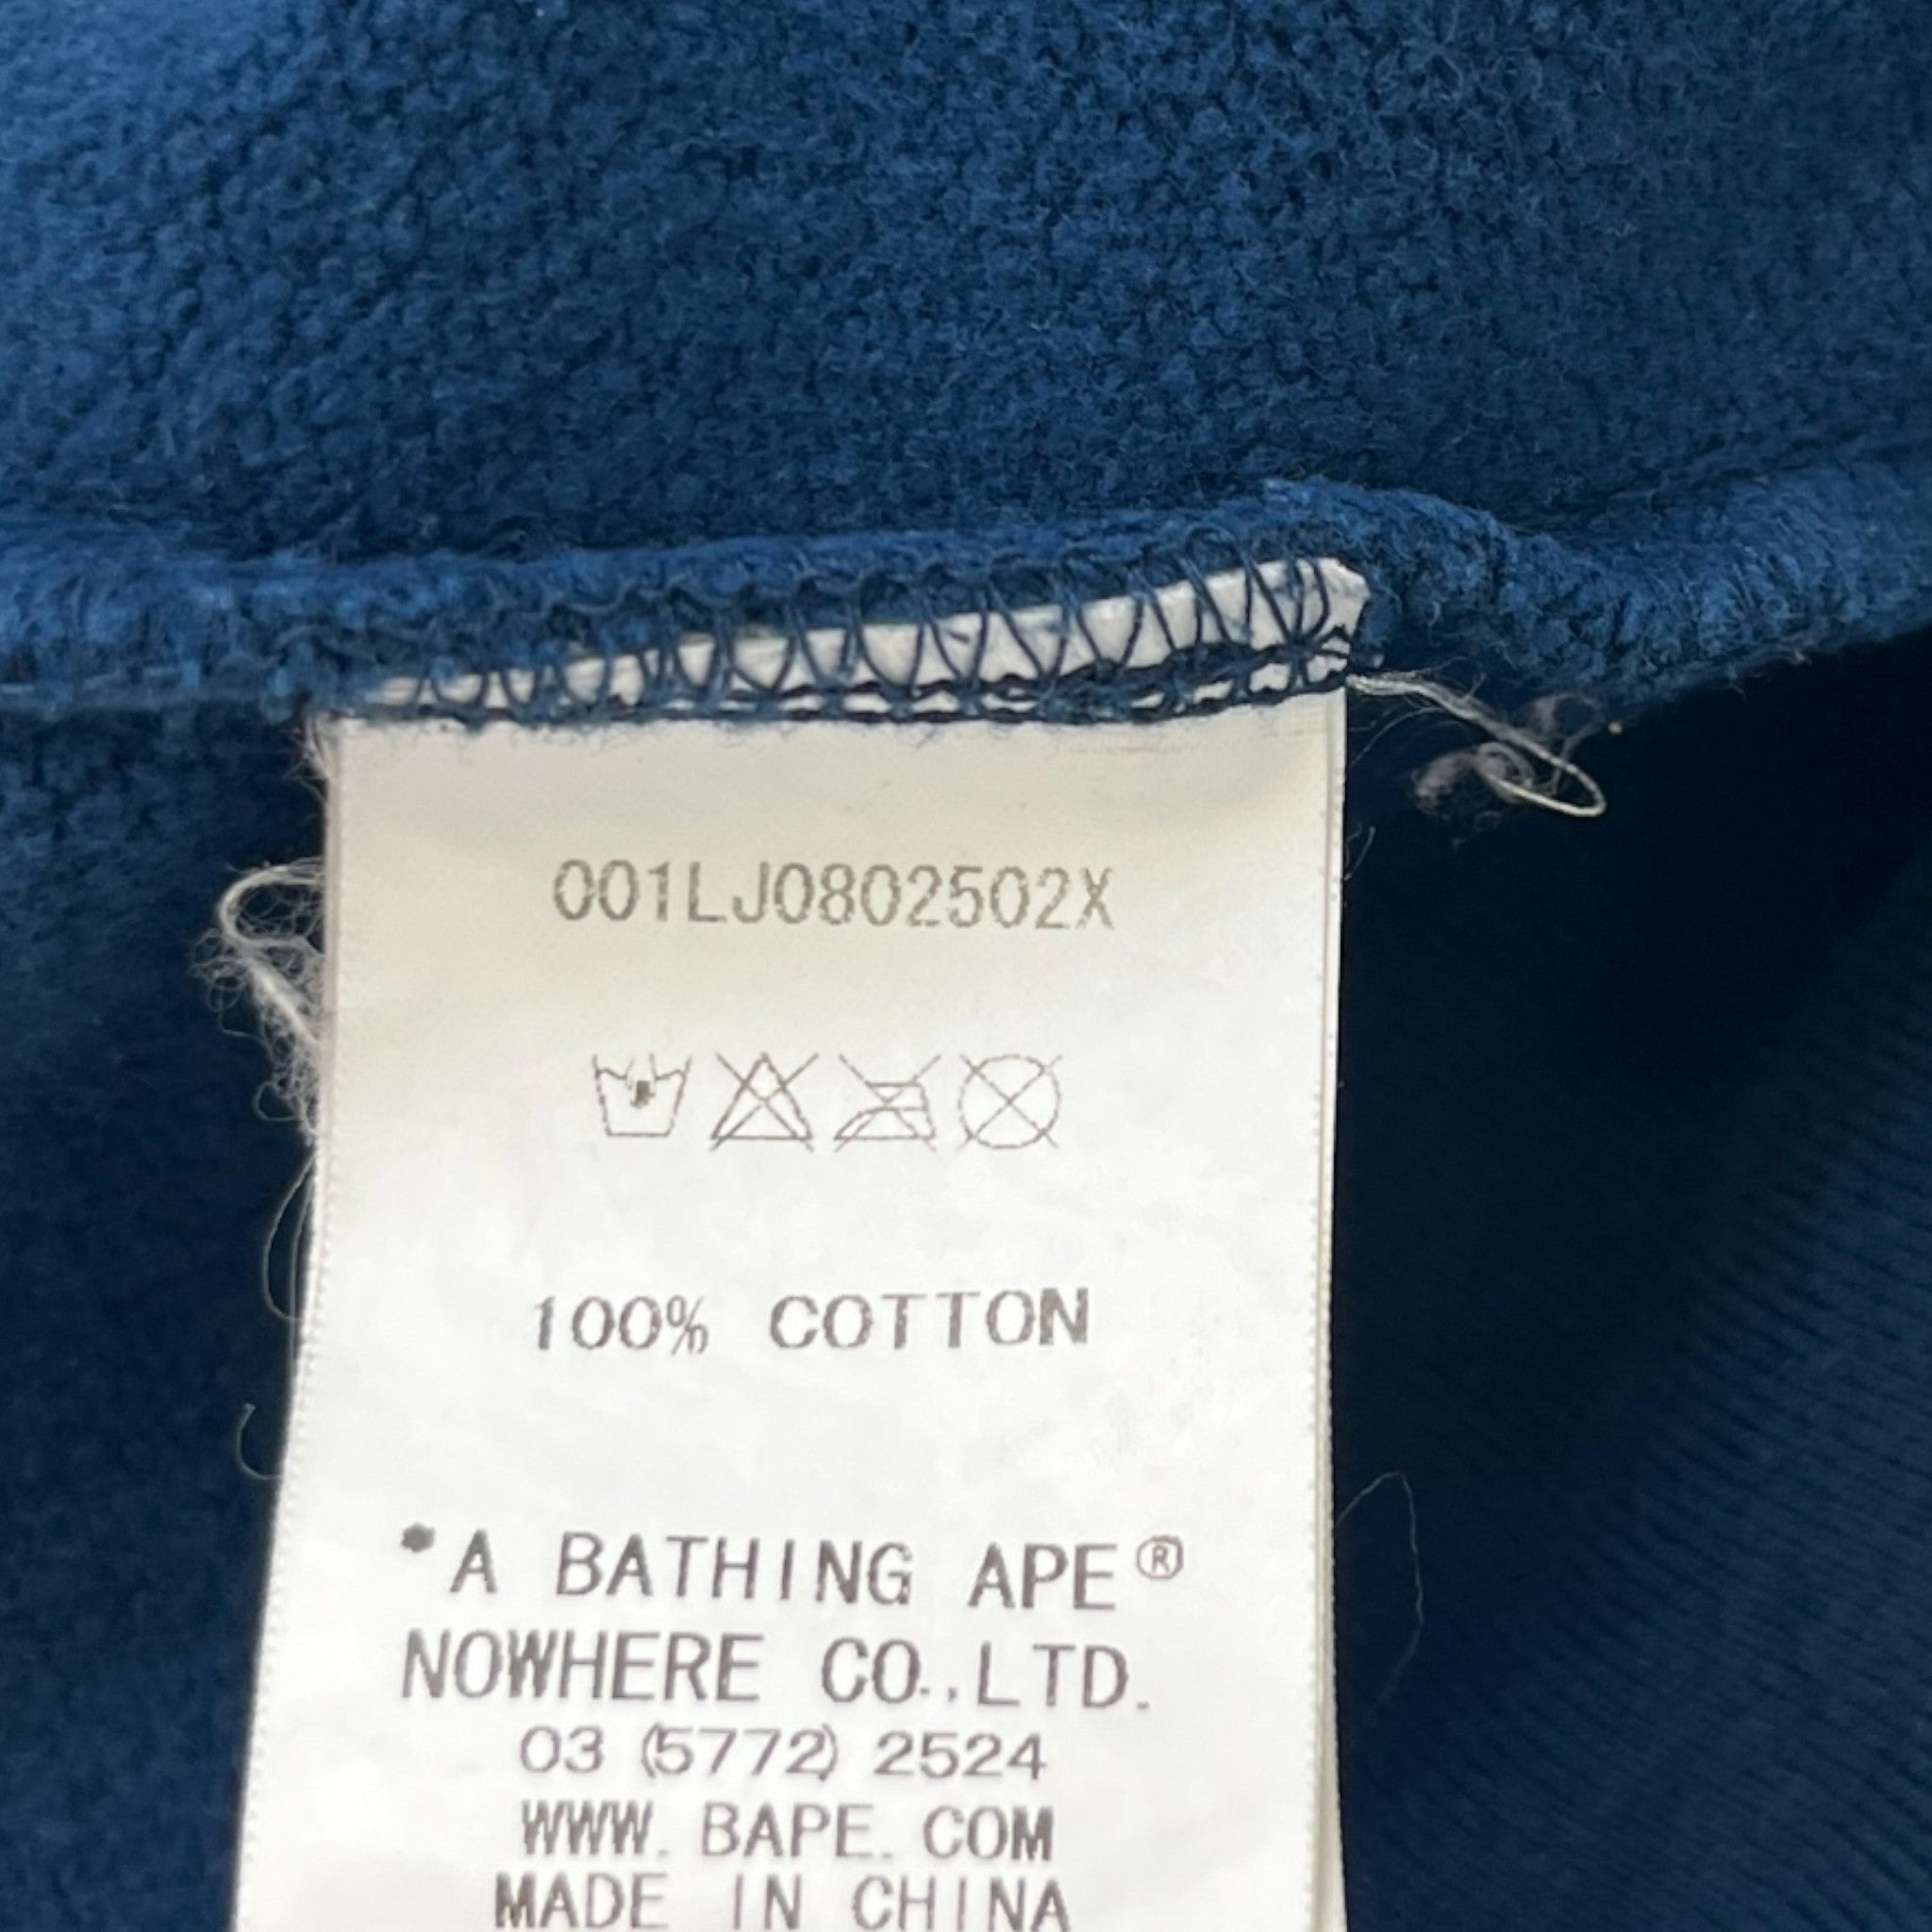 001LJ0802502X
100% COTTON
*A BATHING APE®
NOWHERE CO.,LTD.
03 (5772) 2524
WWW. BAPE. COM
MADE IN CHINA